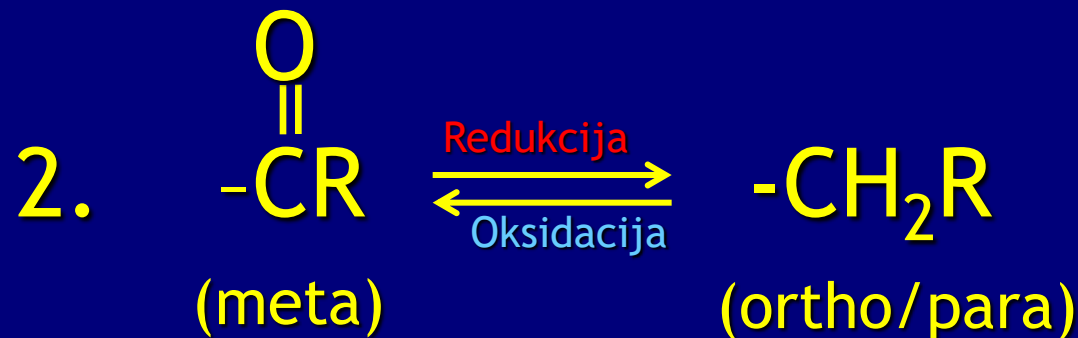 O
||
2. –CR Redukcija -CH₂R
Oksidacija
(meta) (ortho/para)